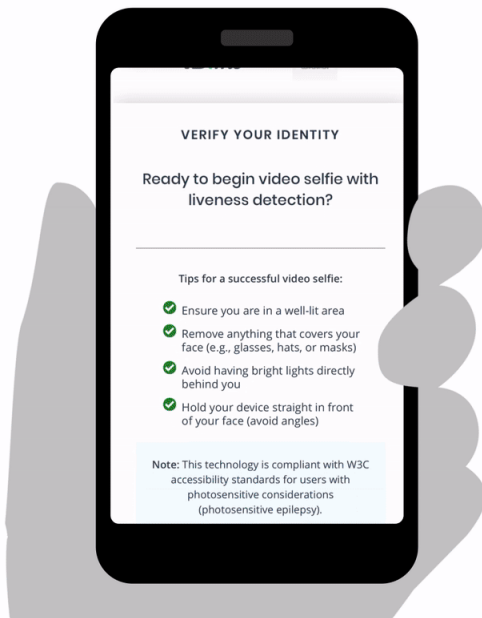 VERIFY YOUR IDENTITY
Ready to begin video selfie with
liveness detection?
Tips for a successful video selfie:
Ensure you are in a well-lit area
Remove anything that covers your
face (e.g., glasses, hats, or masks)
Avoid having bright lights directly
behind you
Hold your device straight in front
of your face (avoid angles)
Note: This technology is compliant with W3C
accessibility standards for users with
photosensitive considerations
(photosensitive epilepsy).